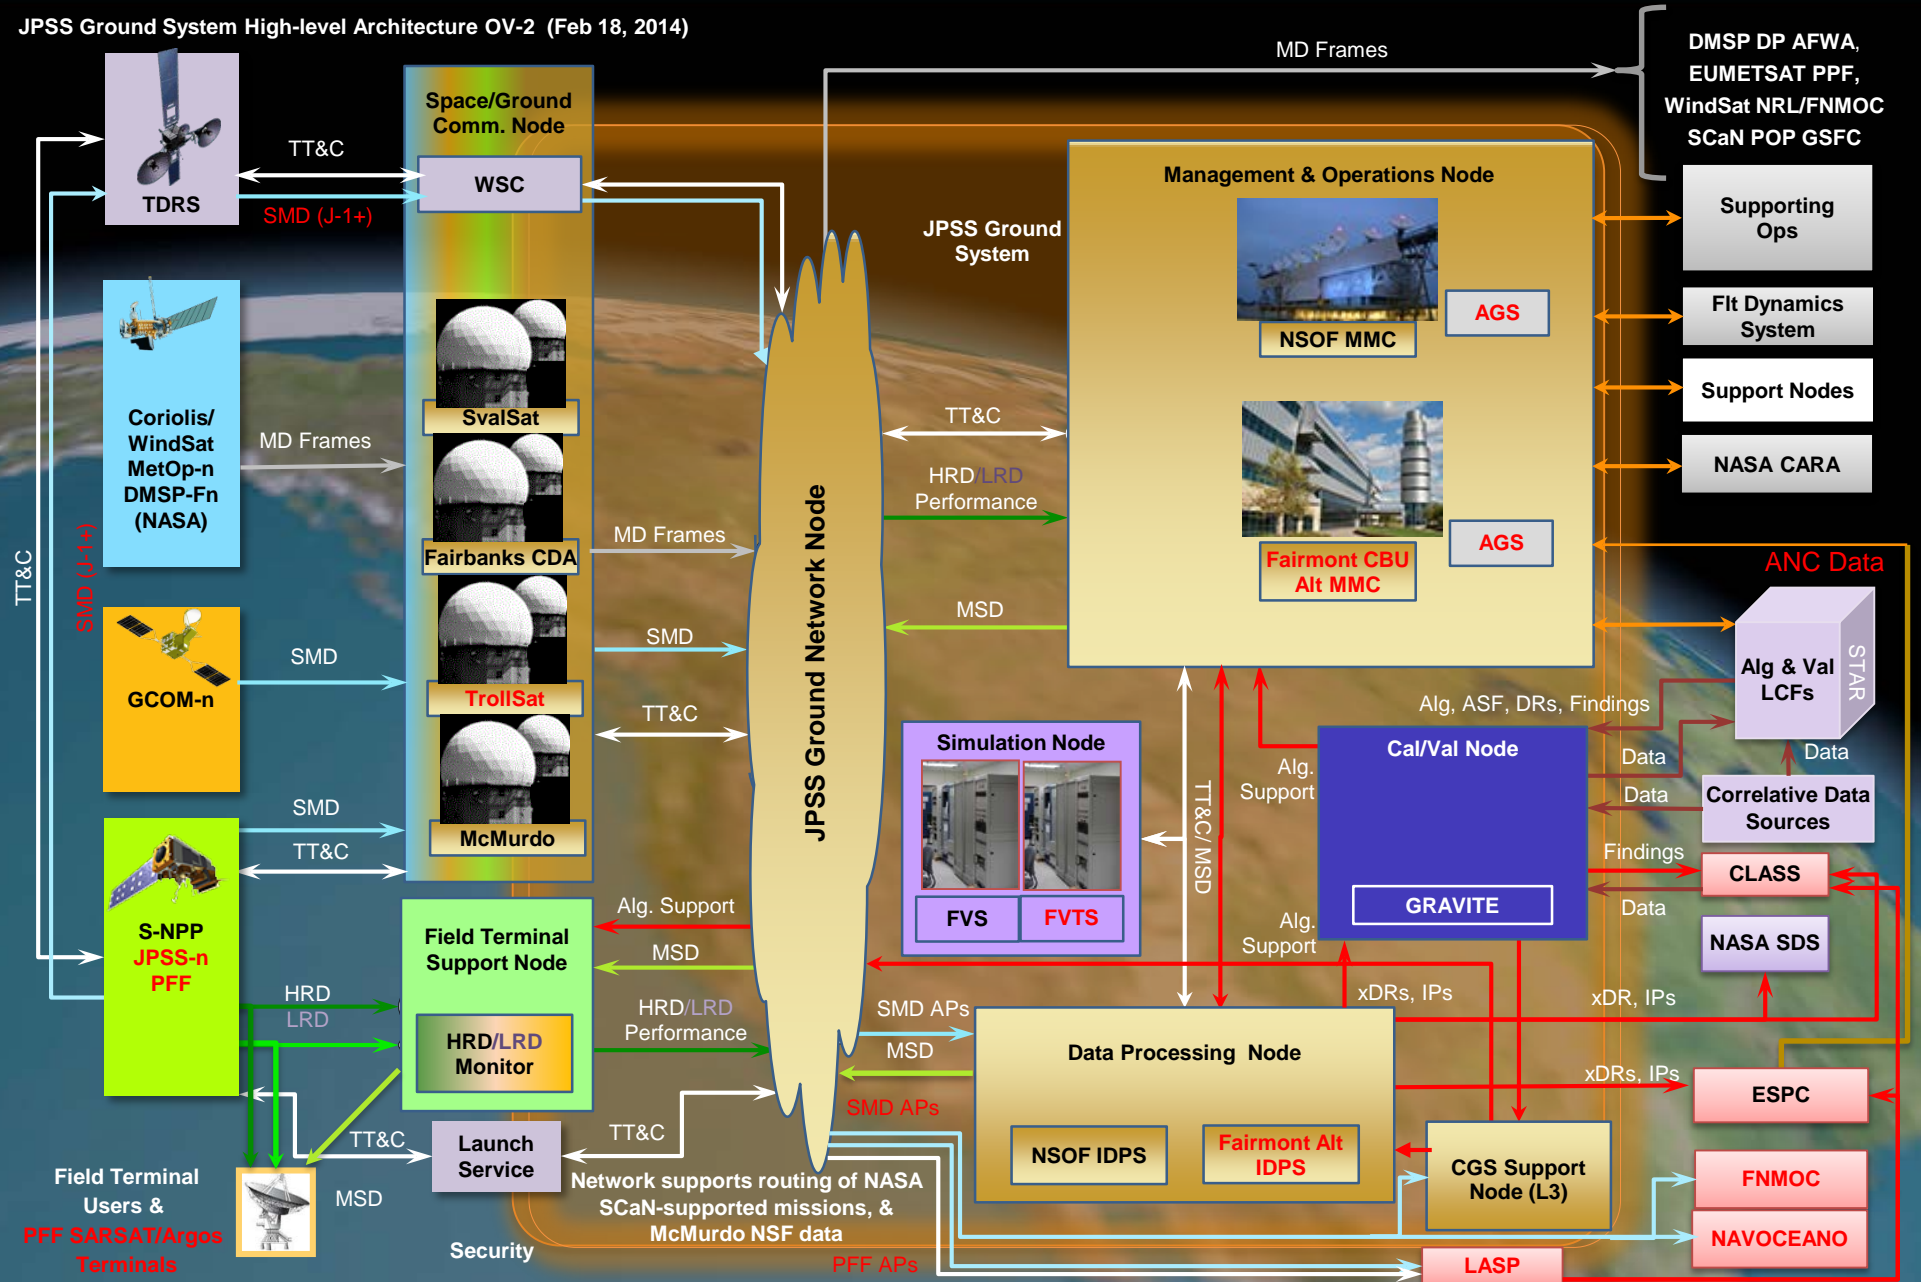 JPSS Ground System High-level Architecture OV-2  (Feb 18, 2014)
MD Frames
DMSP DP AFWA,
EUMETSAT PPF,
WindSat NRL/FNMOC
SCaN POP GSFC
TDRS
TT&C
SMD (J-1+)
Space/Ground
Comm. Node
WSC
JPSS Ground
System
Management & Operations Node
NSOF MMC
AGS
Fairmont CBU
Alt MMC
AGS
Supporting
Ops
Flt Dynamics
System
Support Nodes
NASA CARA
ANC Data
Coriolis/
WindSat
MetOp-n
DMSP-Fn
(NASA)
MD Frames
SvalSat
Fairbanks CDA
TrollSat
McMurdo
TT&C
SMD (J-1+)
GCOM-n
SMD
SMD
TT&C
S-NPP
JPSS-n
PFF
HRD
LRD
MD Frames
SMD
TT&C
JPSS Ground Network Node
TT&C
HRD/LRD
Performance
MSD
Simulation Node
FVS
FVTS
TT&C/ MSD
Alg.
Support
Cal/Val Node
GRAVITE
Alg.
Support
Alg, ASF, DRs, Findings
Alg & Val
LCFs
STAR
Data
Data
Data
Correlative Data
Sources
Findings
CLASS
Data
NASA SDS
xDRs, IPs
xDR, IPs
xDRs, IPs
ESPC
Field Terminal
Support Node
HRD/LRD
Monitor
Alg. Support
MSD
HRD/LRD
Performance
SMD APs
MSD
SMD APs
Data Processing  Node
NSOF IDPS
Fairmont Alt
IDPS
CGS Support
Node (L3)
FNMOC
NAVOCEANO
LASP
TT&C
Launch
Service
TT&C
Field Terminal
Users &
PFF SARSAT/Argos
Terminals
MSD
Security
Network supports routing of NASA
SCaN-supported missions, &
McMurdo NSF data
PFF APs